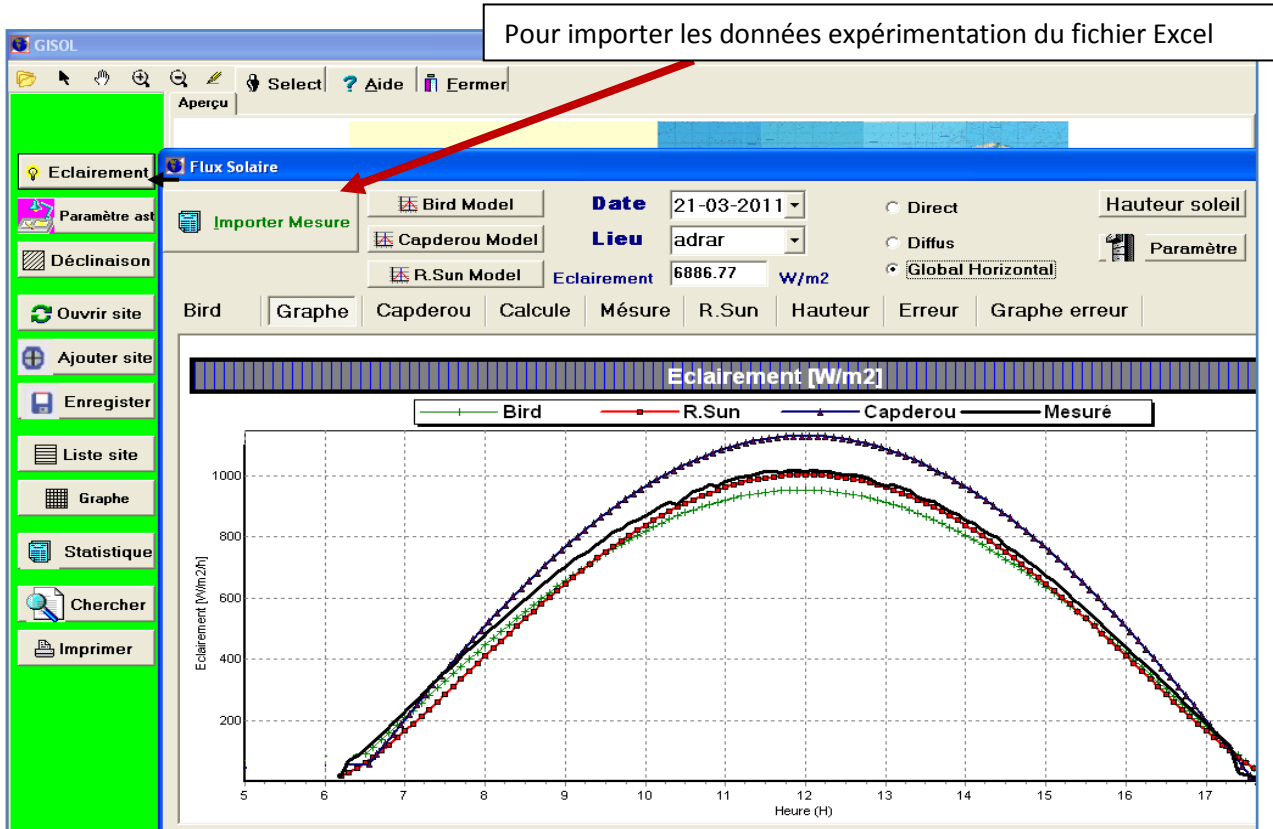 Pour importer les données expérimentation du fichier Excel
GISOL
Select ? Aide Fermer
Aperçu
Eclairement
Paramètre ast
Déclinaison
Ouvrir site
Ajouter site
Enregister
Liste site
Graphe
Statistique
Chercher
Imprimer
Flux Solaire
Importer Mesure
Bird Model
Capderou Model
R.Sun Model
Date 21-03-2011
Lieu adrar
Eclairement 6886.77 W/m2
Direct
Diffus
Global Horizontal
Hauteur soleil
Paramètre
Bird Graphe Capderou Calcule Mésure R.Sun Hauteur Erreur Graphe erreur
Eclairement [W/m2]
Bird R.Sun Capderou Mesuré
Eclairement [W/m2/h]
1000
800
600
400
200
5 6 7 8 9 10 11 12 13 14 15 16 17
Heure (H)